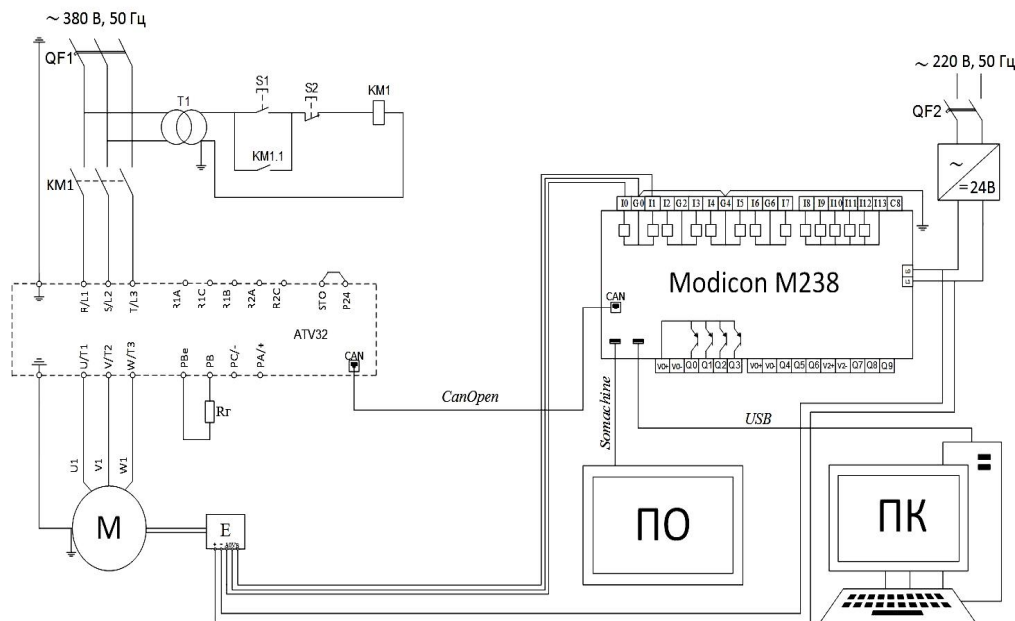 ~ 380 В, 50 Гц
QF1
T1
S1
S2
KM1
KM1.1
KM1
~ 220 В, 50 Гц
QF2
~
=24В
I0 G0 I1 I2 G2 I3 I4 G4 I5 I6 G6 I7 I8 I9 I10 I11 I12 I13 C8
Modicon M238
CAN
V0+ V0- Q0 Q1 Q2 Q3 V0+ V0- Q4 Q5 Q6 V2+ V2- Q7 Q8 Q9
R/L1 S/L2 T/L3 R1A R1C R1B R2A R2C STO P24
ATV32
U/T1 V/T2 W/T3 PBe PB PC/- PA/+ CAN
Rг
CanOpen
Somachine
USB
U1 V1 W1
М
E
ПО
ПК